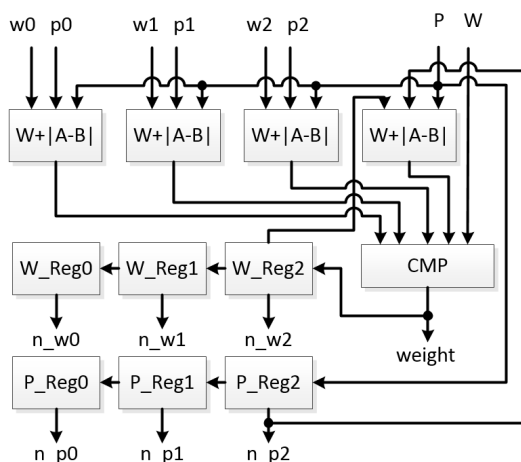 w0 p0 w1 p1 w2 p2 P W
W+|A-B| W+|A-B| W+|A-B| W+|A-B|
W_Reg0 W_Reg1 W_Reg2 CMP
n_w0 n_w1 n_w2
weight
P_Reg0 P_Reg1 P_Reg2
n_p0 n_p1 n_p2